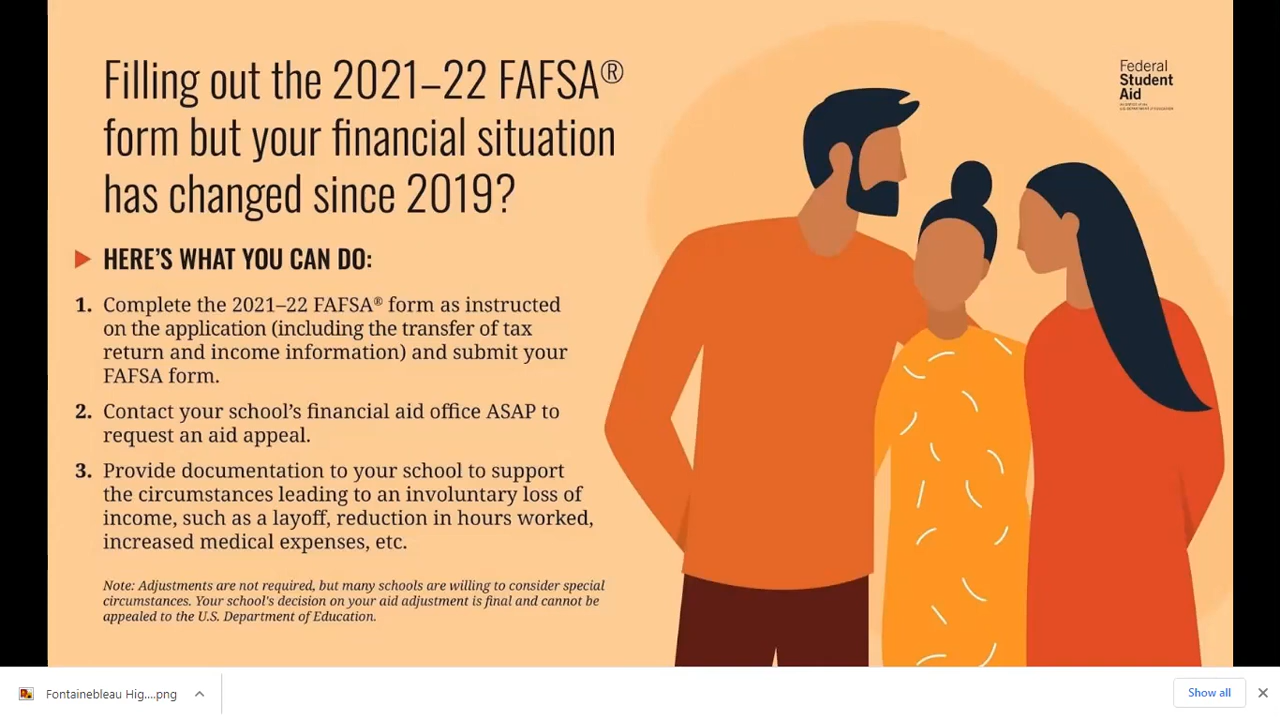 Filling out the 2021–22 FAFSA®
form but your financial situation
has changed since 2019?
Federal
Student
Aid
HERE'S WHAT YOU CAN DO:
1. Complete the 2021–22 FAFSA® form as instructed
on the application (including the transfer of tax
return and income information) and submit your
FAFSA form.
2. Contact your school's financial aid office ASAP to
request an aid appeal.
3. Provide documentation to your school to support
the circumstances leading to an involuntary loss of
income, such as a layoff, reduction in hours worked,
increased medical expenses, etc.
Note: Adjustments are not required, but many schools are willing to consider special
circumstances. Your school's decision on your aid adjustment is final and cannot be
appealed to the U.S. Department of Education.
Fontainebleau Hig....png
Show all